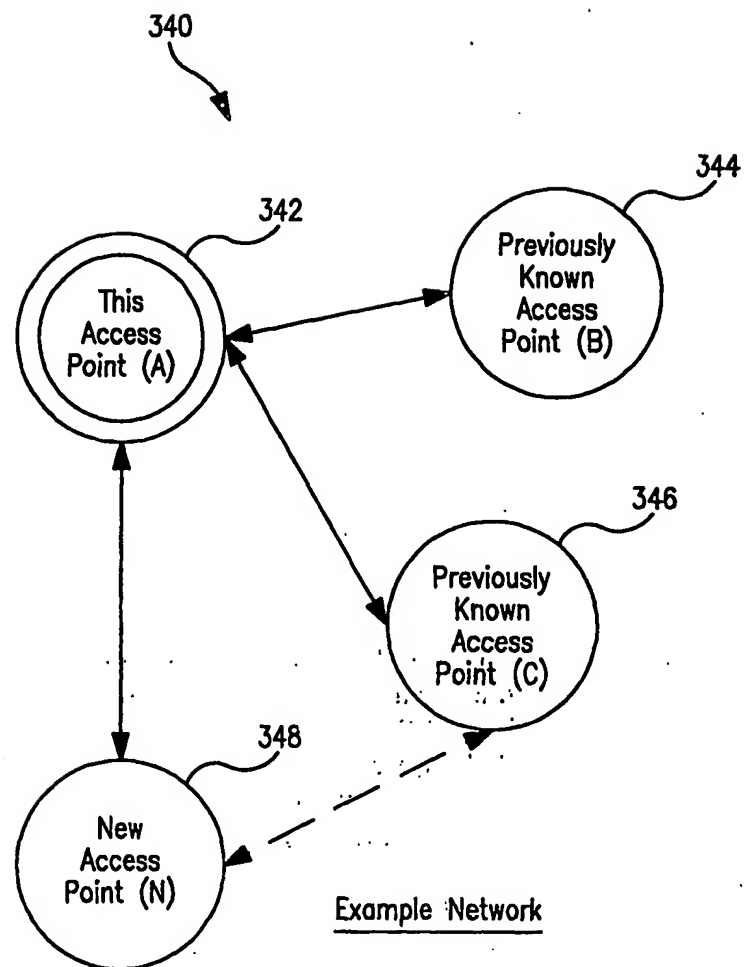 340
344
342
Previously
Known
Access
Point (B)
This
Access
Point (A)
346
Previously
Known
Access
Point (C)
348
New
Access
Point (N)
Example Network